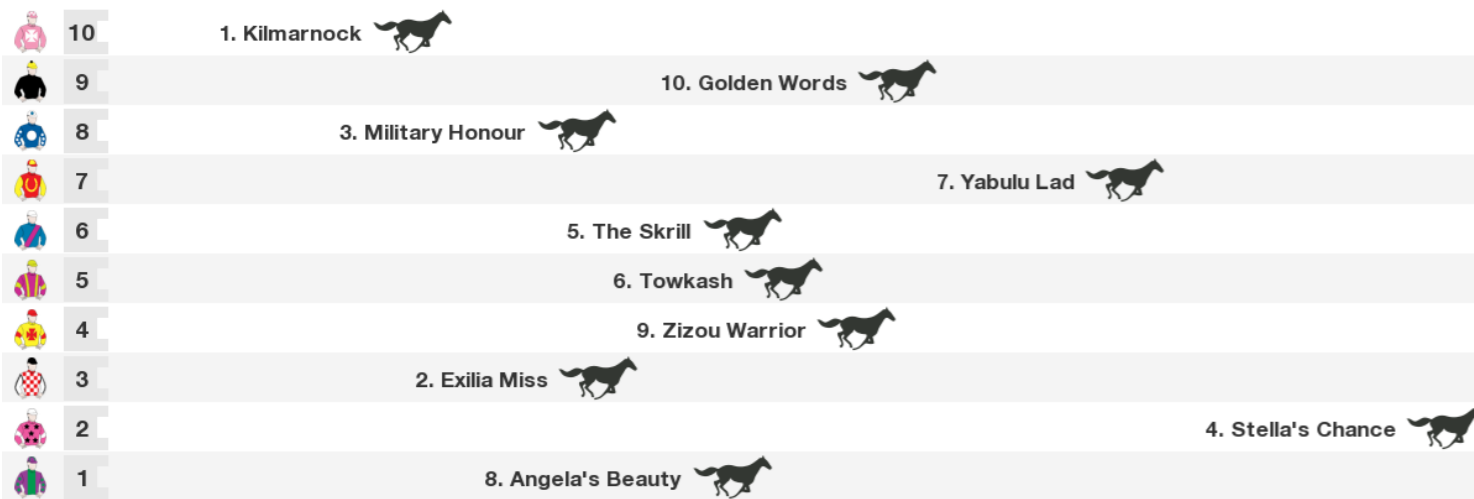 10 1. Kilmarnock
9 10. Golden Words
8 3. Military Honour
7 7. Yabulu Lad
6 5. The Skrill
5 6. Towkash
4 9. Zizou Warrior
3 2. Exilia Miss
2 4. Stella's Chance
1 8. Angela's Beauty